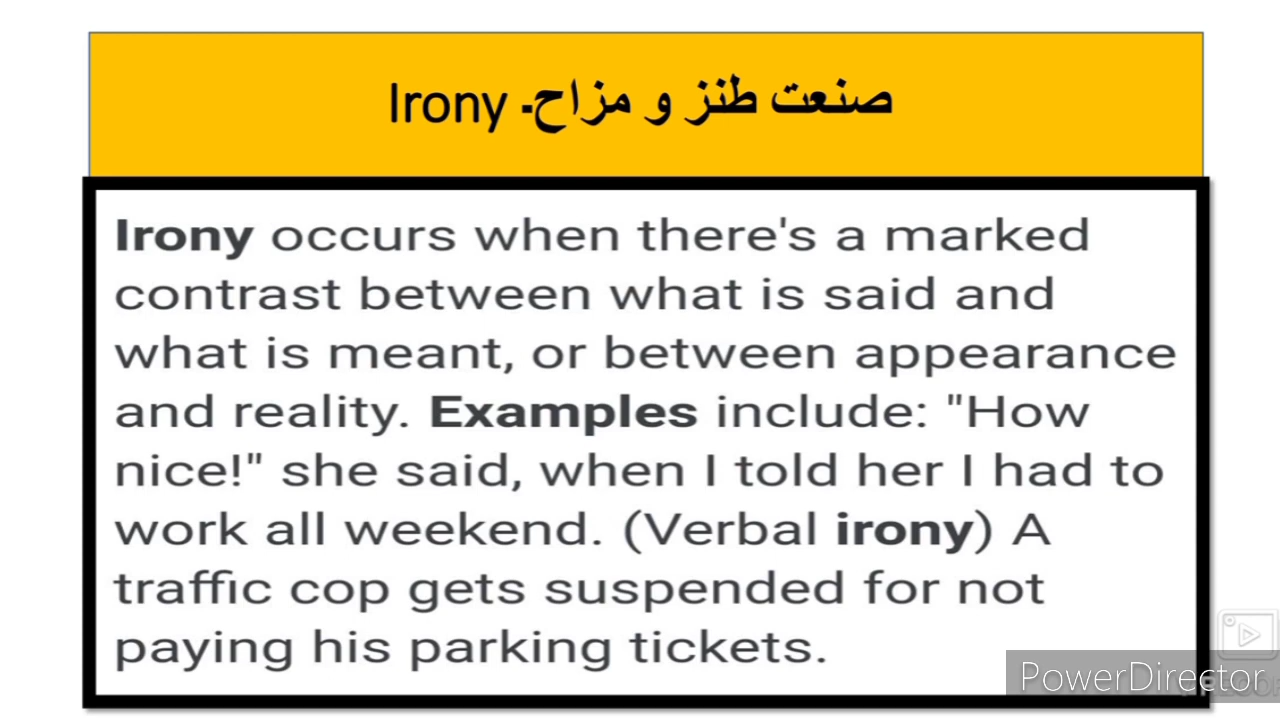 صنعت طنز و مزاح۔ Irony
Irony occurs when there's a marked
contrast between what is said and
what is meant, or between appearance
and reality. Examples include: "How
nice!" she said, when I told her I had to
work all weekend. (Verbal irony) A
traffic cop gets suspended for not
paying his parking tickets.
PowerDirector